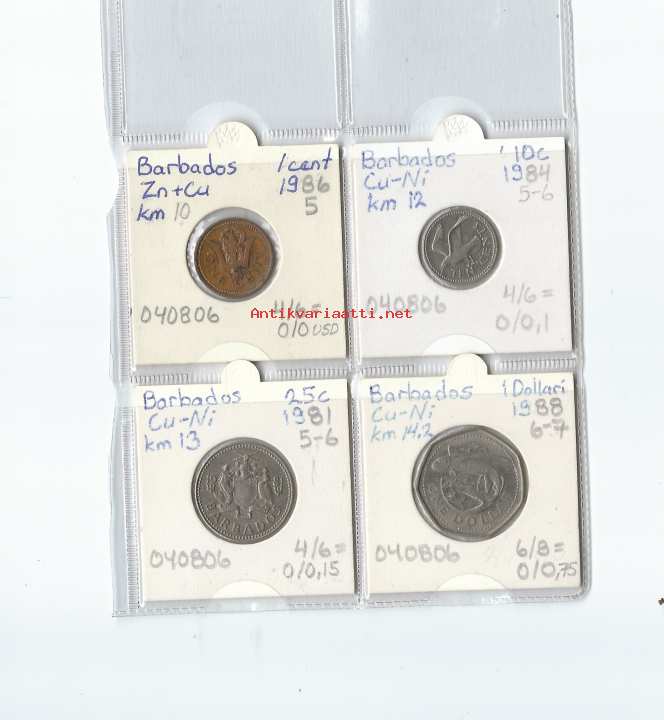 Barbados 1 cent
Zn+Cu 1986
km 10 5
040806 4/6=
0/0 USD
Barbados 10c
Cu-Ni 1984
km 12 5-6
040806 4/6=
0/0,1
Antikvariaatti.net
Barbados 25c
Cu-Ni 1981
km 13 5-6
BARBADOS
040806 4/6=
0/0,15
Barbados 1 Dollari
Cu-Ni 1988
km 14.2 6-7
ONE DOLLAR
040806 6/8=
0/0,75